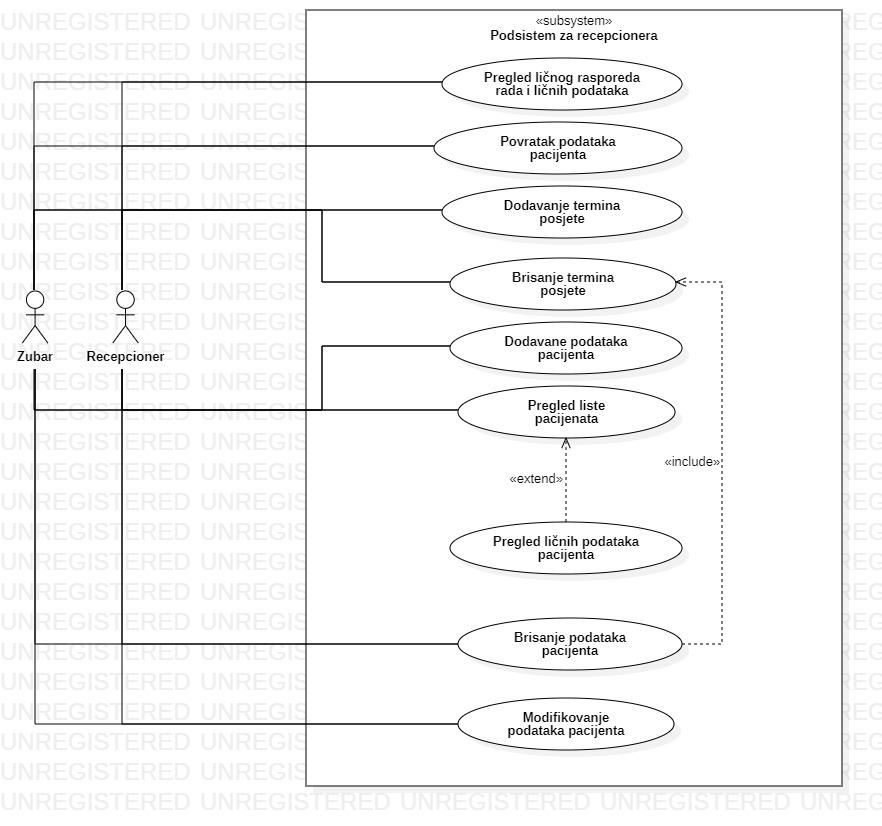 «subsystem»
Podsistem za recepcionera
Pregled ličnog rasporeda
rada i ličnih podataka
Povratak podataka
pacijenta
Dodavanje termina
posjete
Brisanje termina
posjete
Zubar
Recepcioner
Dodavane podataka
pacijenta
Pregled liste
pacijenata
«include»
«extend»
Pregled ličnih podataka
pacijenta
Brisanje podataka
pacijenta
Modifikovanje
podataka pacijenta
UNREGISTERED UNREGISTERED UNREGISTERED UNREGISTERED